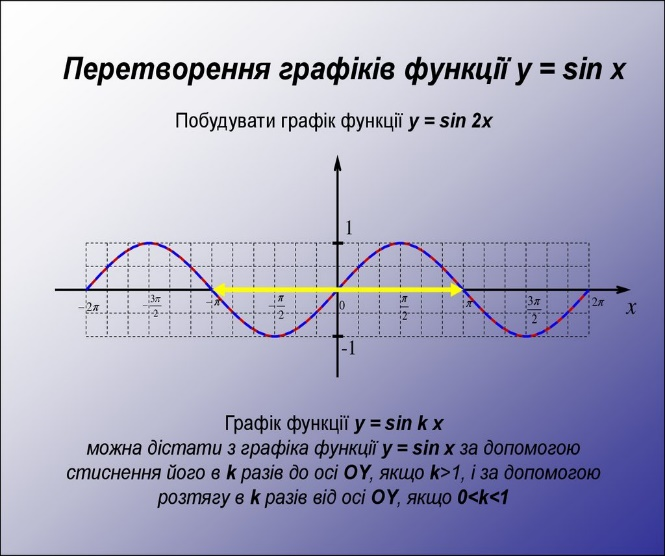 Перетворення графіків функції y = sin x
Побудувати графік функції y = sin 2x
1
−2π −3π/2 −π −π/2 0 π/2 π 3π/2 2π x
-1
Графік функції y = sin k x
можна дістати з графіка функції y = sin x за допомогою
стиснення його в k разів до осі OY, якщо k>1, і за допомогою
розтягу в k разів від осі OY, якщо 0<k<1